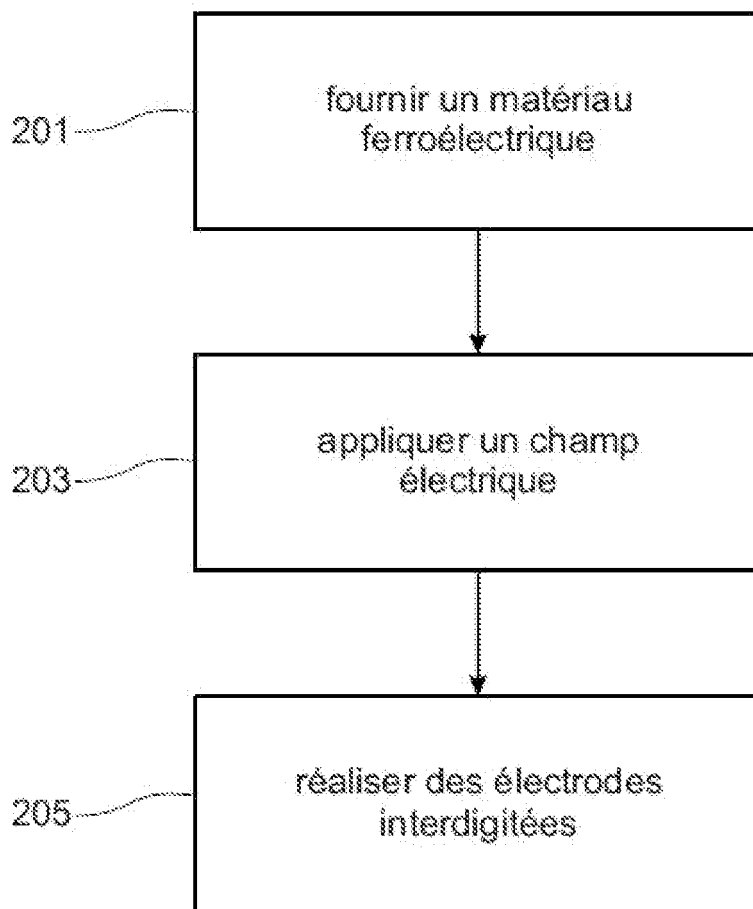 201
fournir un matériau
ferroélectrique
203
appliquer un champ
électrique
205
réaliser des électrodes
interdigitées